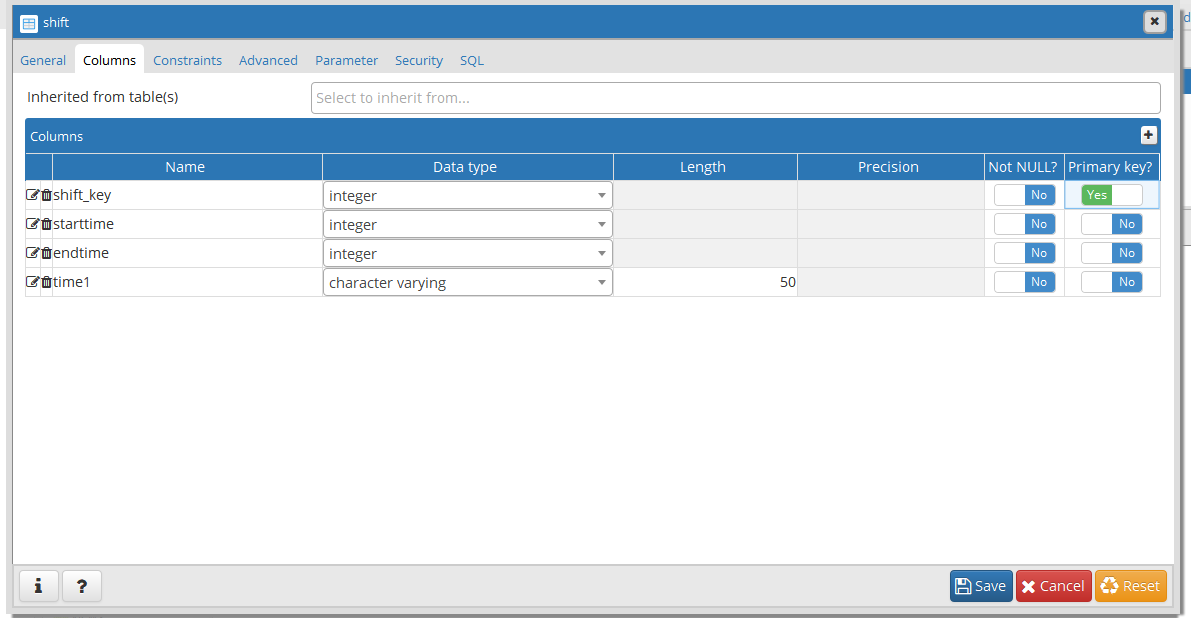 shift
General Columns Constraints Advanced Parameter Security SQL
Inherited from table(s) Select to inherit from...
Columns
Name Data type Length Precision Not NULL? Primary key?
shift_key integer No Yes
starttime integer No No
endtime integer No No
time1 character varying 50 No No
i ? Save Cancel Reset